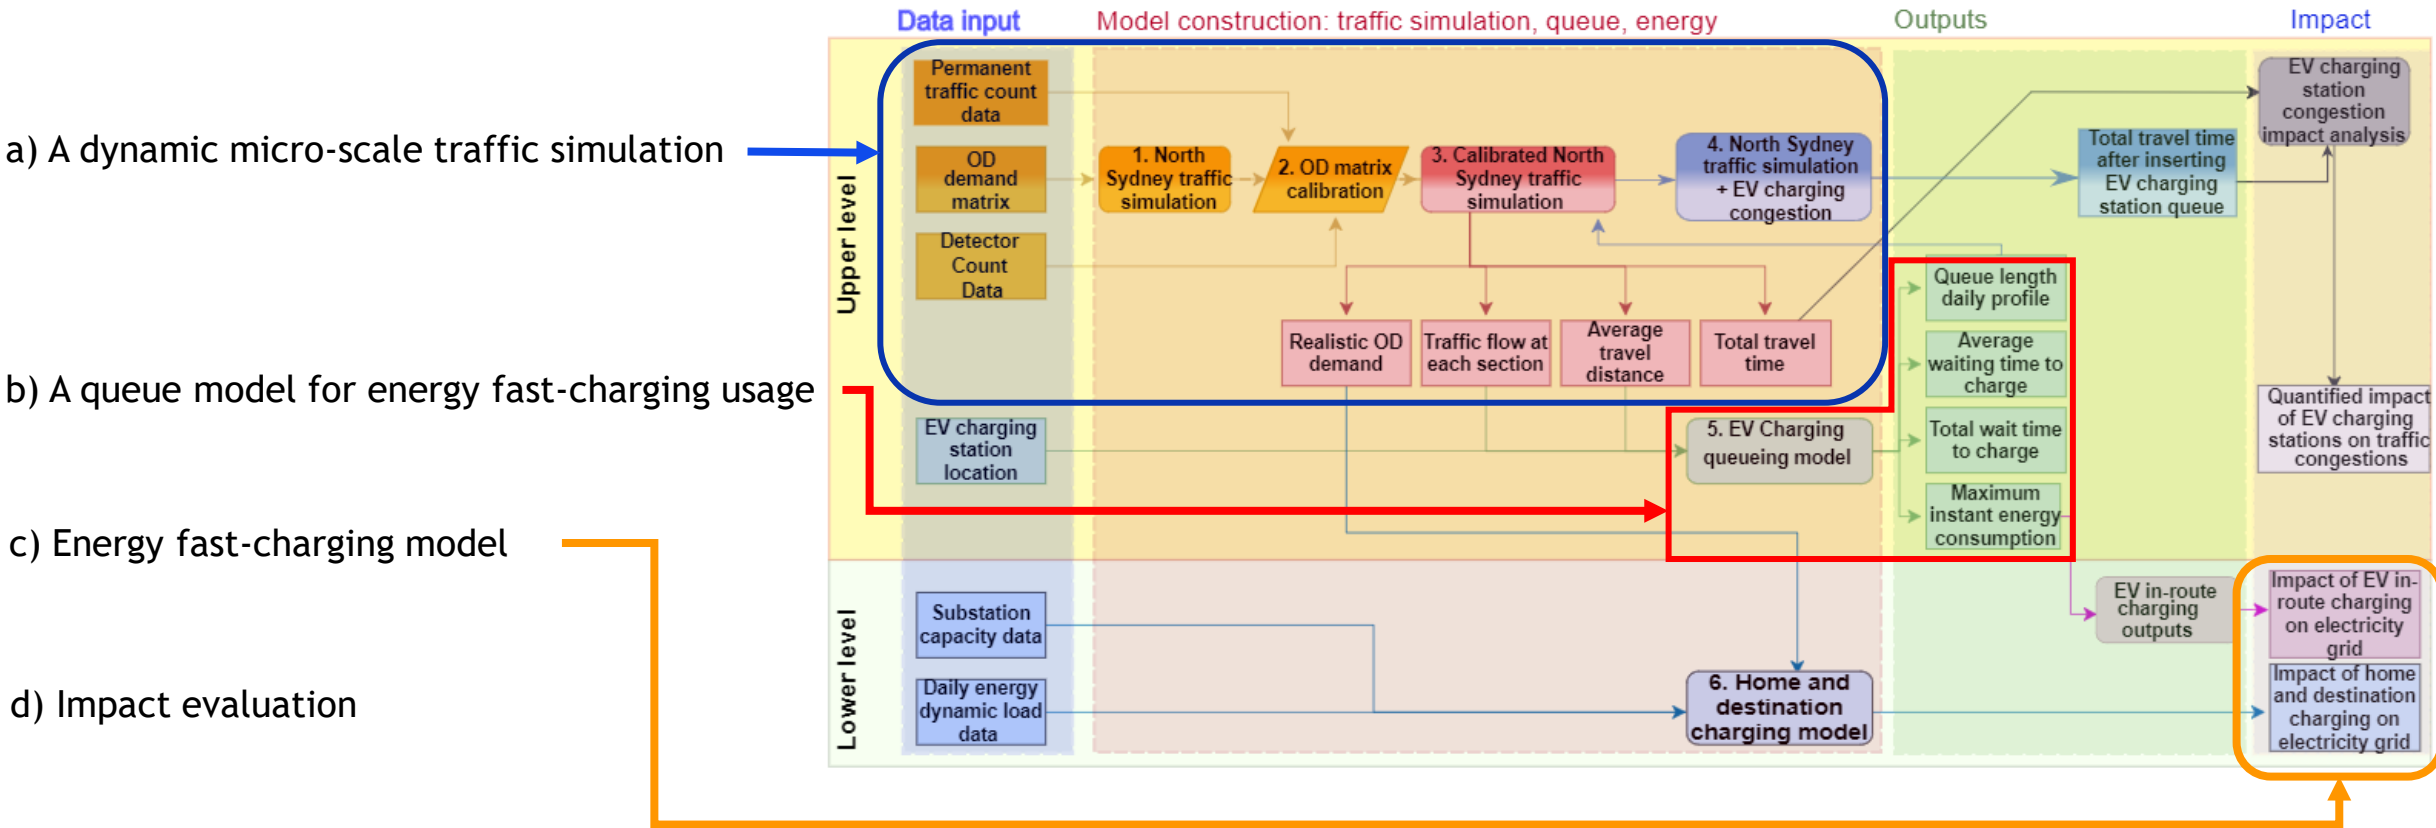 Data input
Model construction: traffic simulation, queue, energy
Outputs
Impact
a) A dynamic micro-scale traffic simulation
b) A queue model for energy fast-charging usage
c) Energy fast-charging model
d) Impact evaluation
Upper level
Lower level
Permanent
traffic count
data
OD
demand
matrix
Detector
Count
Data
EV charging
station
location
Substation
capacity data
Daily energy
dynamic load
data
1. North
Sydney traffic
simulation
2. OD matrix
calibration
3. Calibrated North
Sydney traffic
simulation
4. North Sydney
traffic simulation
+ EV charging
congestion
Realistic OD
demand
Traffic flow at
each section
Average
travel
distance
Total travel
time
5. EV Charging
queueing model
6. Home and
destination
charging model
Total travel time
after inserting
EV charging
station queue
Queue length
daily profile
Average
waiting time to
charge
Total wait time
to charge
Maximum
instant energy
consumption
EV in-route
charging
outputs
EV charging
station
congestion
impact analysis
Quantified impact
of EV charging
stations on traffic
congestions
Impact of EV in-
route charging
on electricity
grid
Impact of home
and destination
charging on
electricity grid